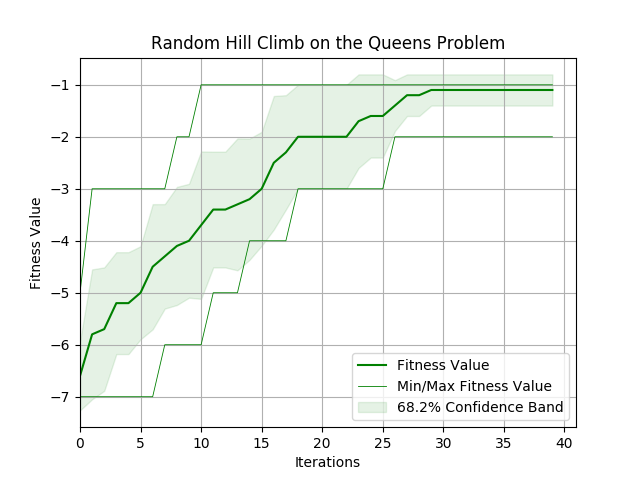 Random Hill Climb on the Queens Problem
Fitness Value
−1
−2
−3
−4
−5
−6
−7
Fitness Value
Min/Max Fitness Value
68.2% Confidence Band
0 5 10 15 20 25 30 35 40
Iterations